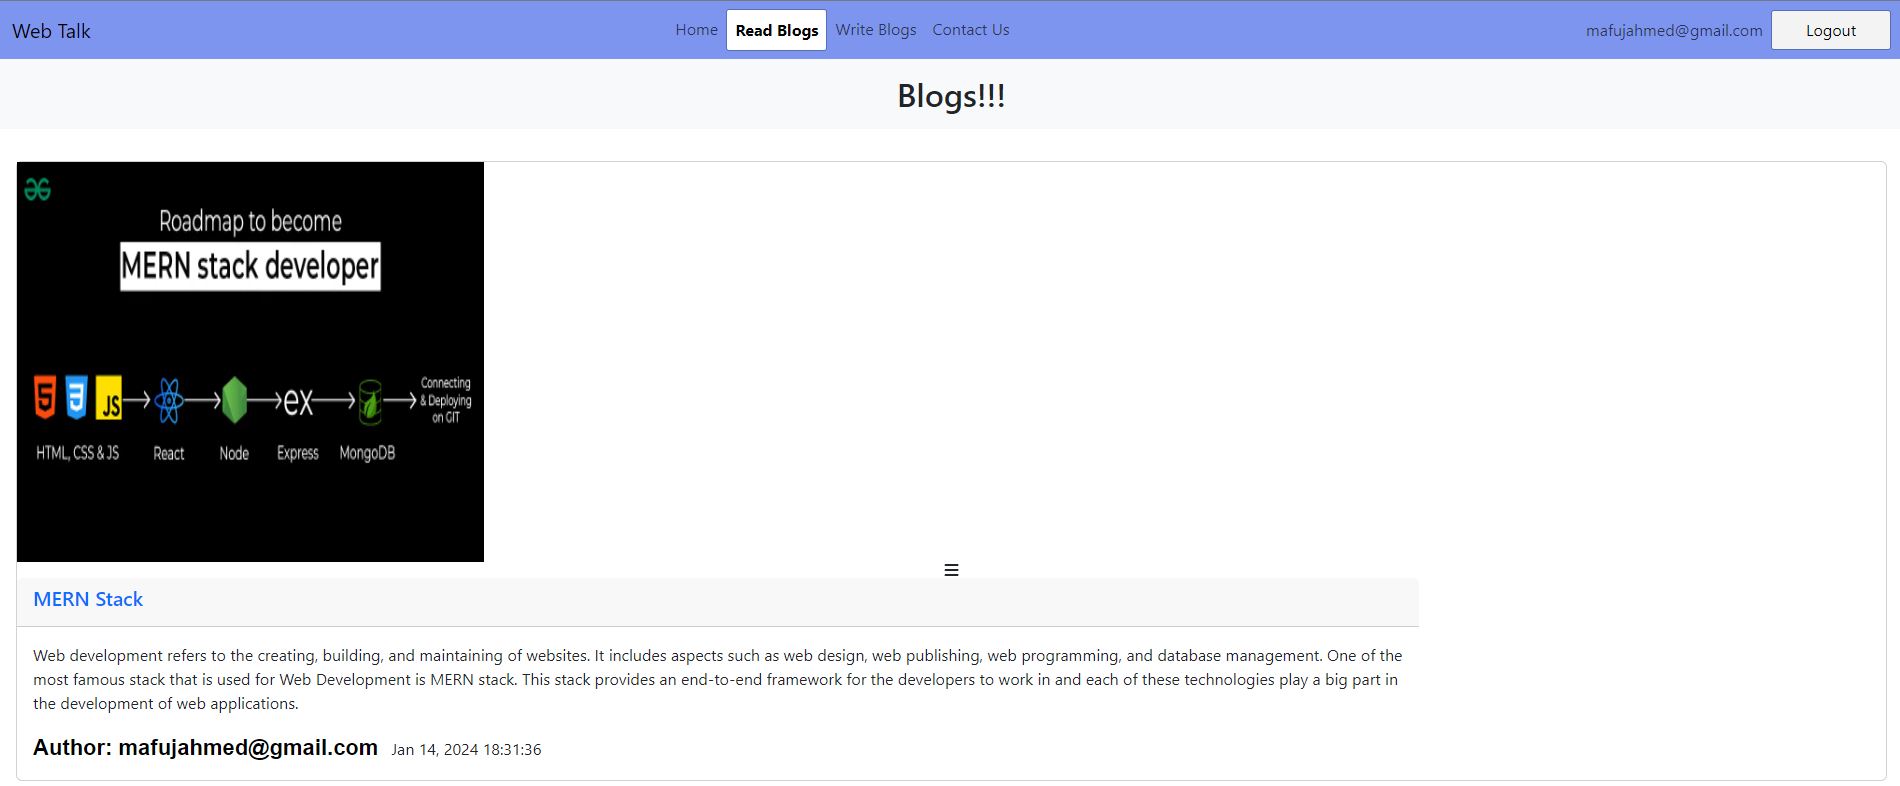 Web Talk
Home Read Blogs Write Blogs Contact Us
mafujahmed@gmail.com Logout
Blogs!!!
Roadmap to become
MERN stack developer
5 3 JS ex
Connecting
& Deploying
on GIT
HTML, CSS & JS React Node Express MongoDB
MERN Stack
Web development refers to the creating, building, and maintaining of websites. It includes aspects such as web design, web publishing, web programming, and database management. One of the
most famous stack that is used for Web Development is MERN stack. This stack provides an end-to-end framework for the developers to work in and each of these technologies play a big part in
the development of web applications.
Author: mafujahmed@gmail.com Jan 14, 2024 18:31:36